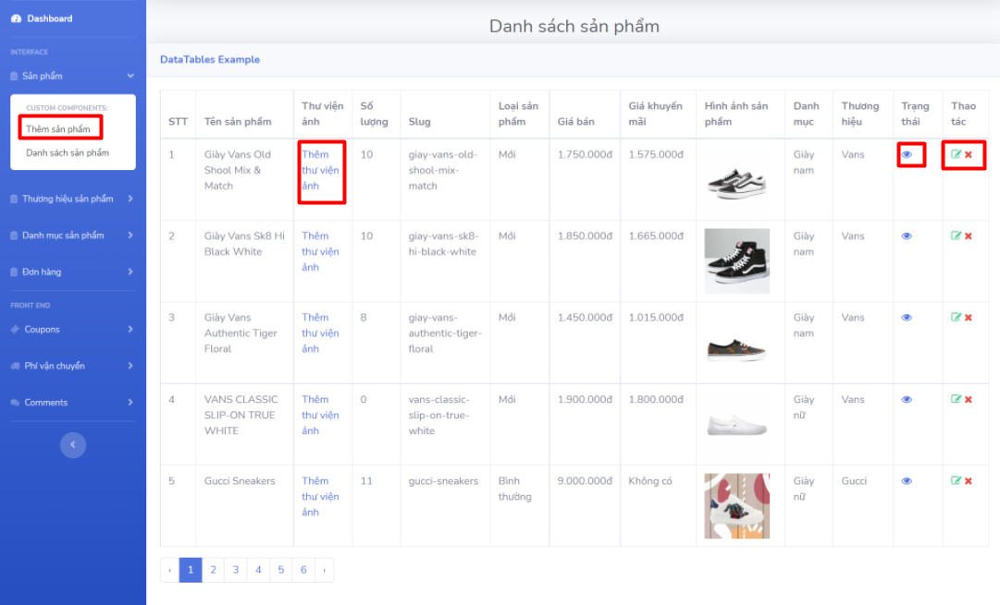 Dashboard
Danh sách sản phẩm
INTERFACE
Sản phẩm
CUSTOM COMPONENTS:
Thêm sản phẩm
Danh sách sản phẩm
Thương hiệu sản phẩm
Danh mục sản phẩm
Đơn hàng
FRONT END
Coupons
Phí vận chuyển
Comments
DataTables Example
STT
Tên sản phẩm
Thư viện
ảnh
Số
lượng
Slug
Loại sản
phẩm
Giá bán
Giá khuyến
mãi
Hình ảnh sản
phẩm
Danh
mục
Thương
hiệu
Trạng
thái
Thao
tác
1
Giày Vans Old
Shool Mix &
Match
Thêm
thư viện
ảnh
10
giay-vans-old-
shool-mix-
match
Mới
1.750.000đ
1.575.000đ
Giày
nam
Vans
2
Giày Vans Sk8 Hi
Black White
Thêm
thư viện
ảnh
10
giay-vans-sk8-
hi-black-white
Mới
1.850.000đ
1.665.000đ
Giày
nam
Vans
3
Giày Vans
Authentic Tiger
Floral
Thêm
thư viện
ảnh
8
giay-vans-
authentic-tiger-
floral
Mới
1.450.000đ
1.015.000đ
Giày
nam
Vans
4
VANS CLASSIC
SLIP-ON TRUE
WHITE
Thêm
thư viện
ảnh
0
vans-classic-
slip-on-true-
white
Mới
1.900.000đ
1.800.000đ
Giày
nữ
Vans
5
Gucci Sneakers
Thêm
thư viện
ảnh
11
gucci-sneakers
Bình
thường
9.000.000đ
Không có
Giày
nữ
Gucci
‹ 1 2 3 4 5 6 ›